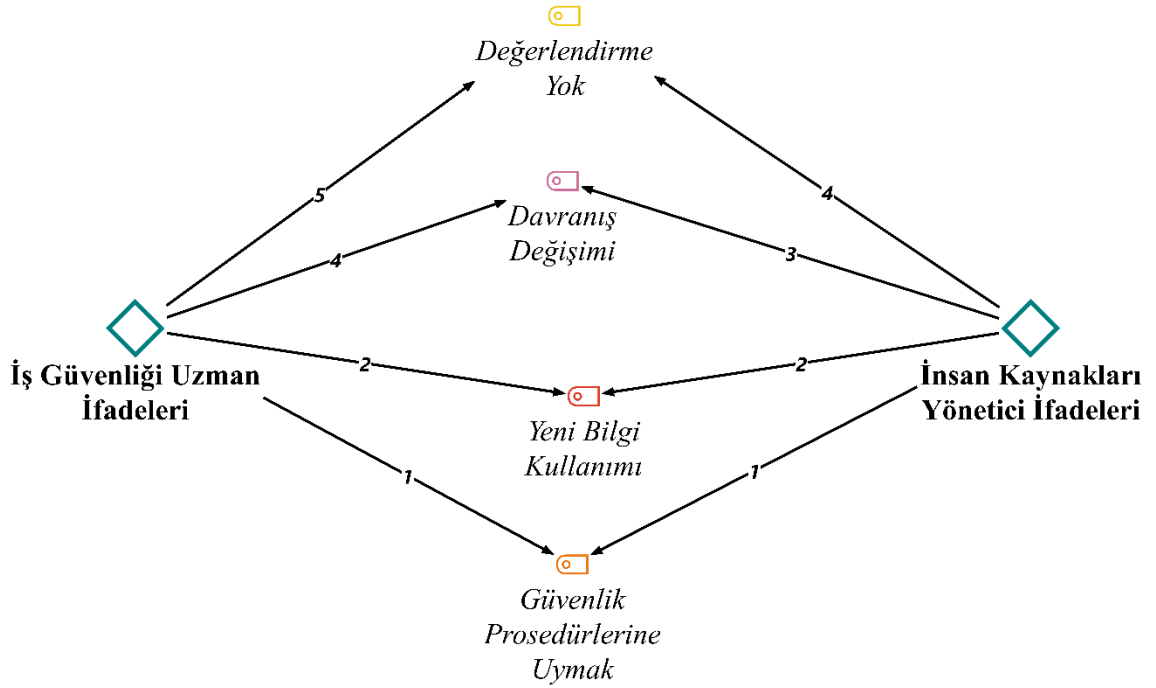 Değerlendirme
Yok
5
4
Davranış
Değişimi
4
3
İş Güvenliği Uzman
İfadeleri
İnsan Kaynakları
Yönetici İfadeleri
2
2
Yeni Bilgi
Kullanımı
1
1
Güvenlik
Prosedürlerine
Uymak